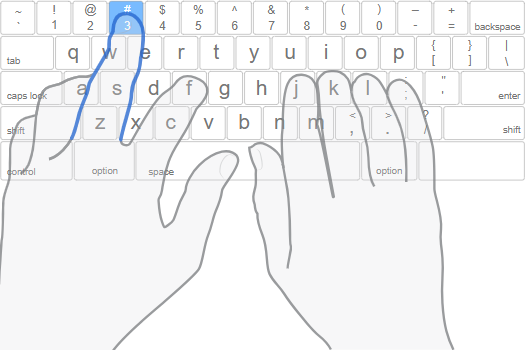 ~ ! @ # $ % ^ & * ( ) – +
` 1 2 3 4 5 6 7 8 9 0 - = backspace
tab q w e r t y u i o p { [ } ] | \
caps lock a s d f g h j k l : ; " ' enter
shift z x c v b n m < , > . ? / shift
control option space option